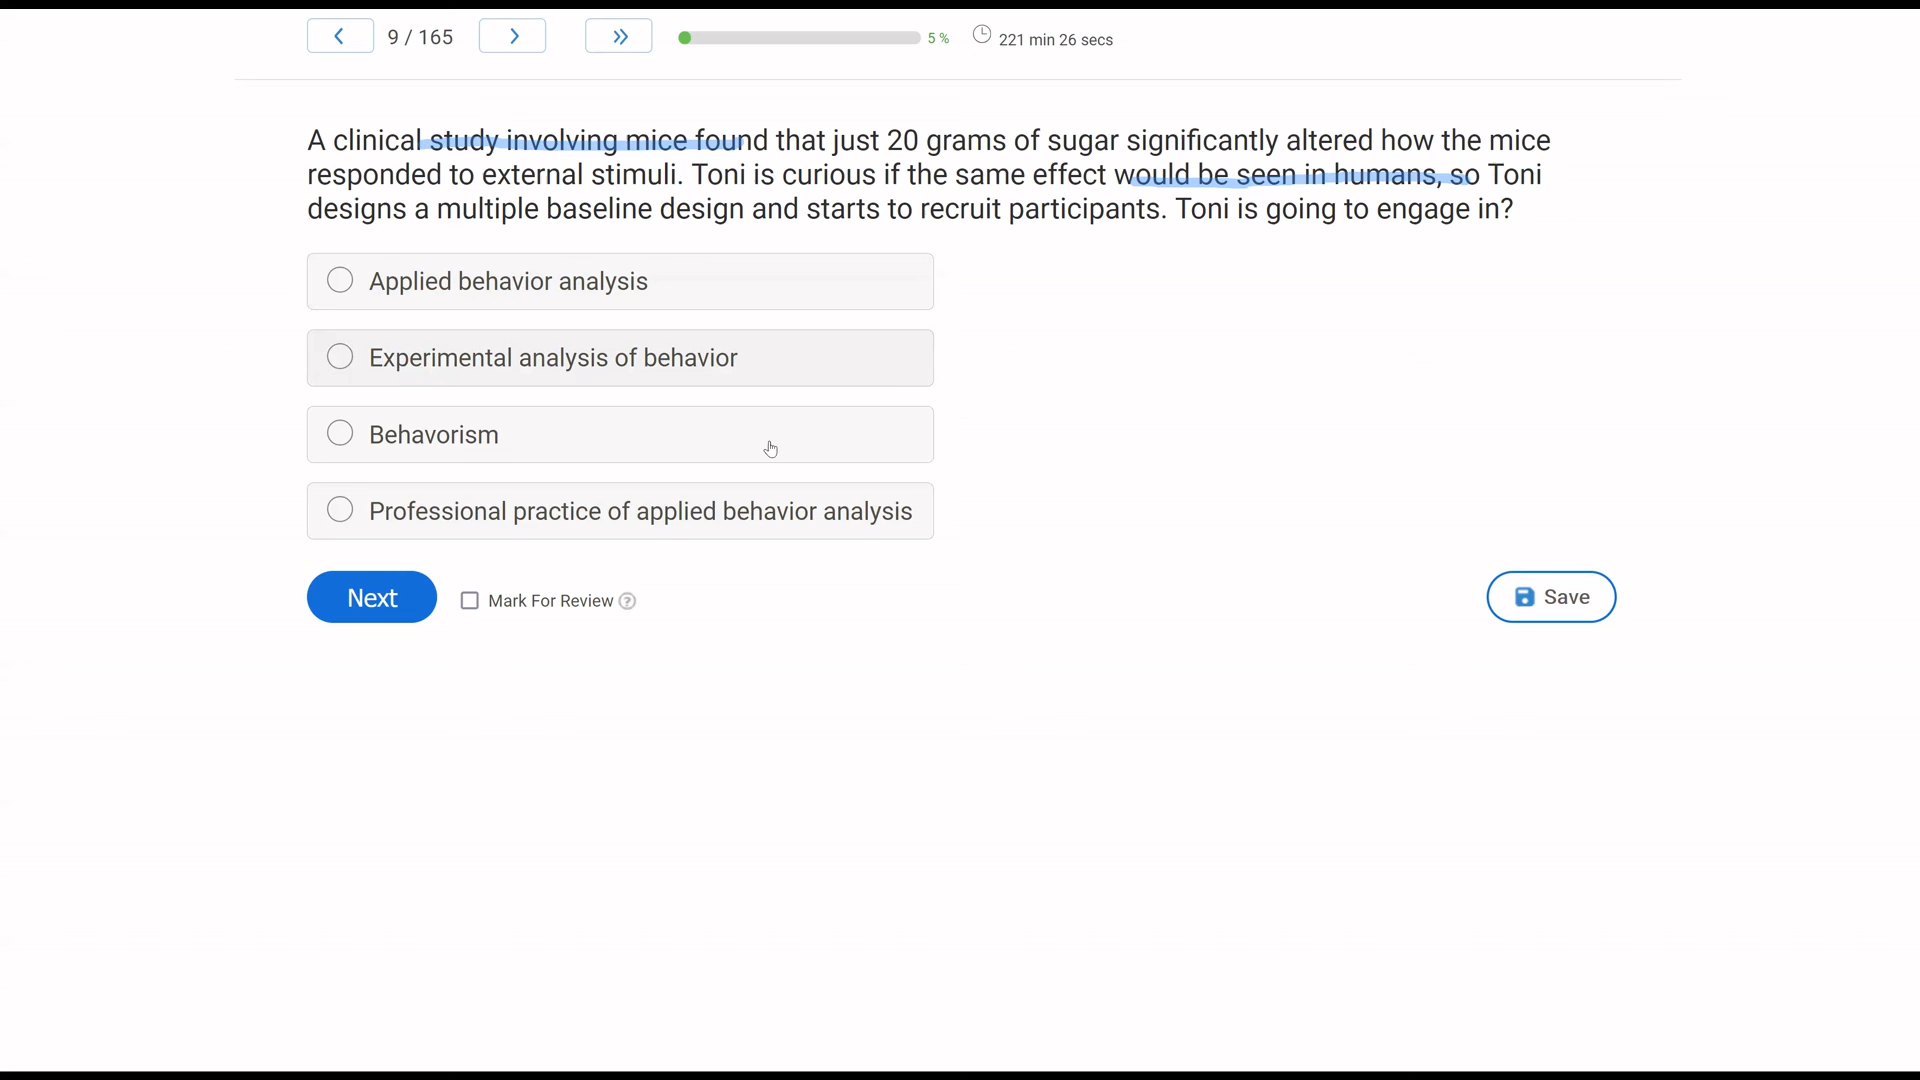 9 / 165
5 %
221 min 26 secs
A clinical study involving mice found that just 20 grams of sugar significantly altered how the mice
responded to external stimuli. Toni is curious if the same effect would be seen in humans, so Toni
designs a multiple baseline design and starts to recruit participants. Toni is going to engage in?
Applied behavior analysis
Experimental analysis of behavior
Behavorism
Professional practice of applied behavior analysis
Next
Mark For Review ?
Save